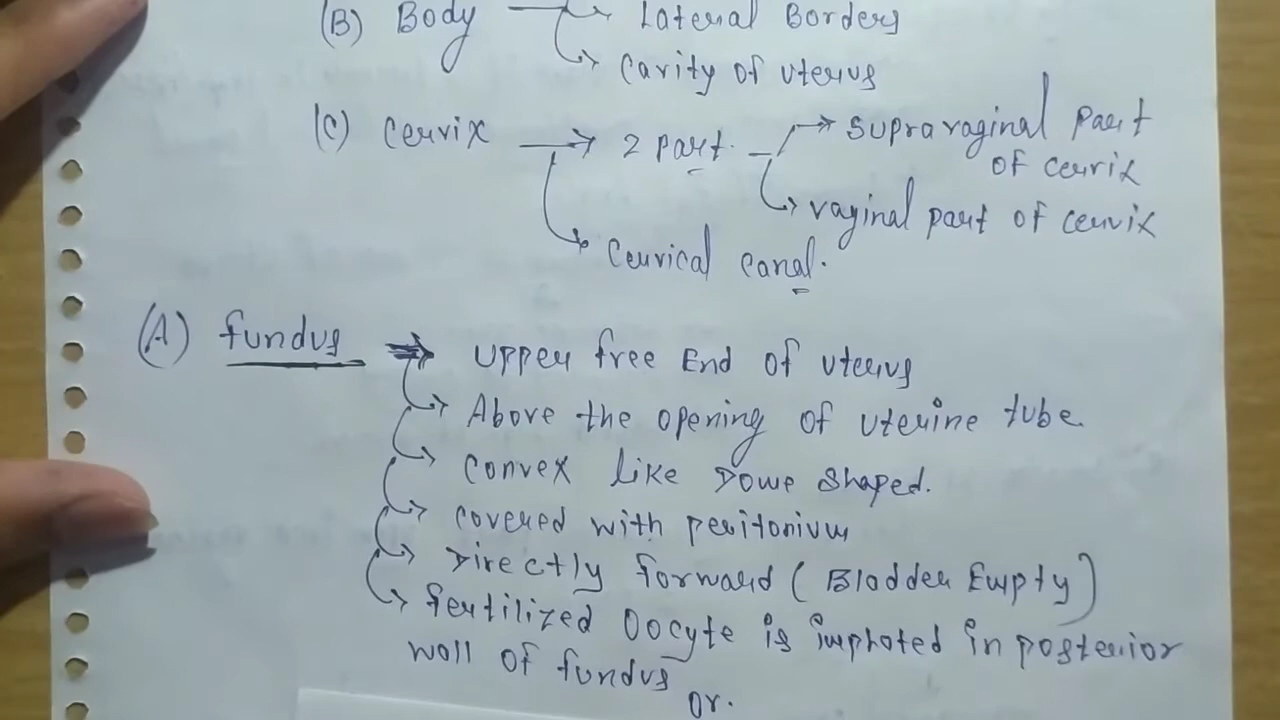 (B) Body → Lateral Borders
→ Cavity of uterus
(C) Cervix → 2 part. → Supravaginal part
of cervix
→ vaginal part of cervix
→ Cervical canal.
(A) fundus → Upper free End of uterus
→ Above the opening of uterine tube
→ Convex like Dome Shaped.
→ covered with peritonium
→ Directly forward (Bladder Empty)
→ fertilized Oocyte is implated in posterior
wall of fundus
or.